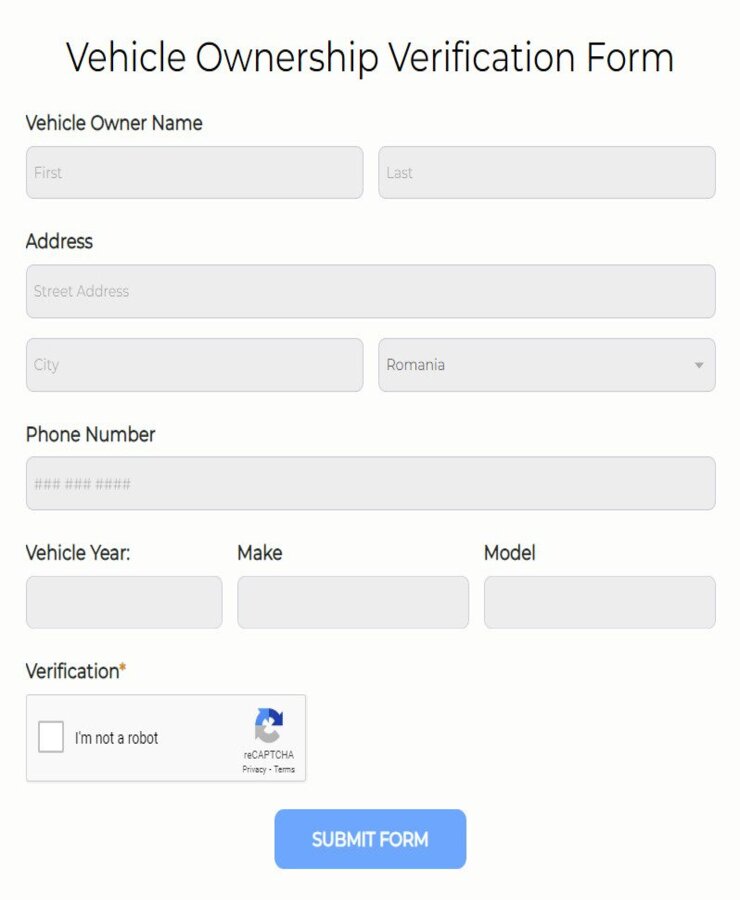 Vehicle Ownership Verification Form
Vehicle Owner Name
First Last
Address
Street Address
City Romania
Phone Number
### ### ####
Vehicle Year: Make Model
Verification*
I'm not a robot
reCAPTCHA
Privacy - Terms
SUBMIT FORM